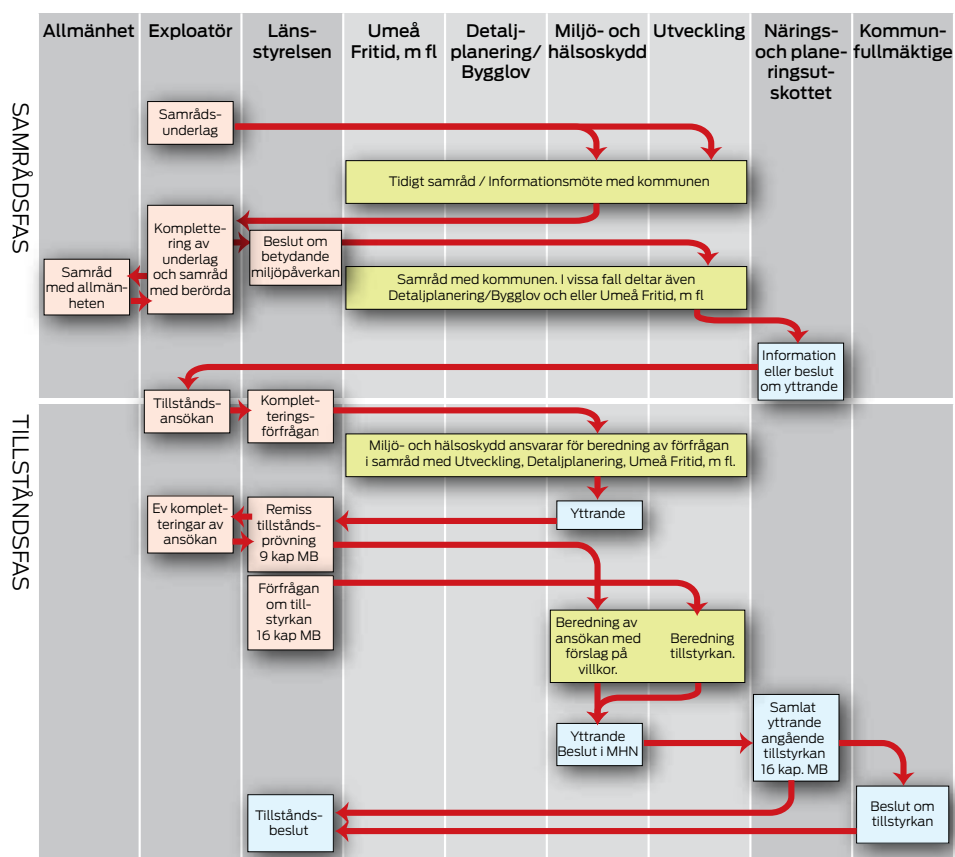 Allmänhet
Exploatör
Läns-
styrelsen
Umeå
Fritid, m fl
Detalj-
planering/
Bygglov
Miljö- och
hälsoskydd
Utveckling
Närings-
och plane-
ringsut-
skottet
Kommun-
fullmäktige
SAMRÅDSFAS
Samråds-
underlag
Tidigt samråd / Informationsmöte med kommunen
Komplette-
ring av
underlag
och samråd
med berörda
Beslut om
betydande
miljöpåverkan
Samråd
med allmän-
heten
Samråd med kommunen. I vissa fall deltar även
Detaljplanering/Bygglov och eller Umeå Fritid, m fl
Information
eller beslut
om yttrande
TILLSTÅNDSFAS
Tillstånds-
ansökan
Komplet-
terings-
förfrågan
Miljö- och hälsoskydd ansvarar för beredning av förfrågan
i samråd med Utveckling, Detaljplanering, Umeå Fritid, m fl.
Ev komplet-
teringar av
ansökan
Remiss
tillstånds-
prövning
9 kap MB
Yttrande
Förfrågan
om till-
styrkan
16 kap MB
Beredning av
ansökan med
förslag på
villkor.
Beredning
tillstyrkan.
Yttrande
Beslut i MHN
Samlat
yttrande
angående
tillstyrkan
16 kap. MB
Tillstånds-
beslut
Beslut om
tillstyrkan